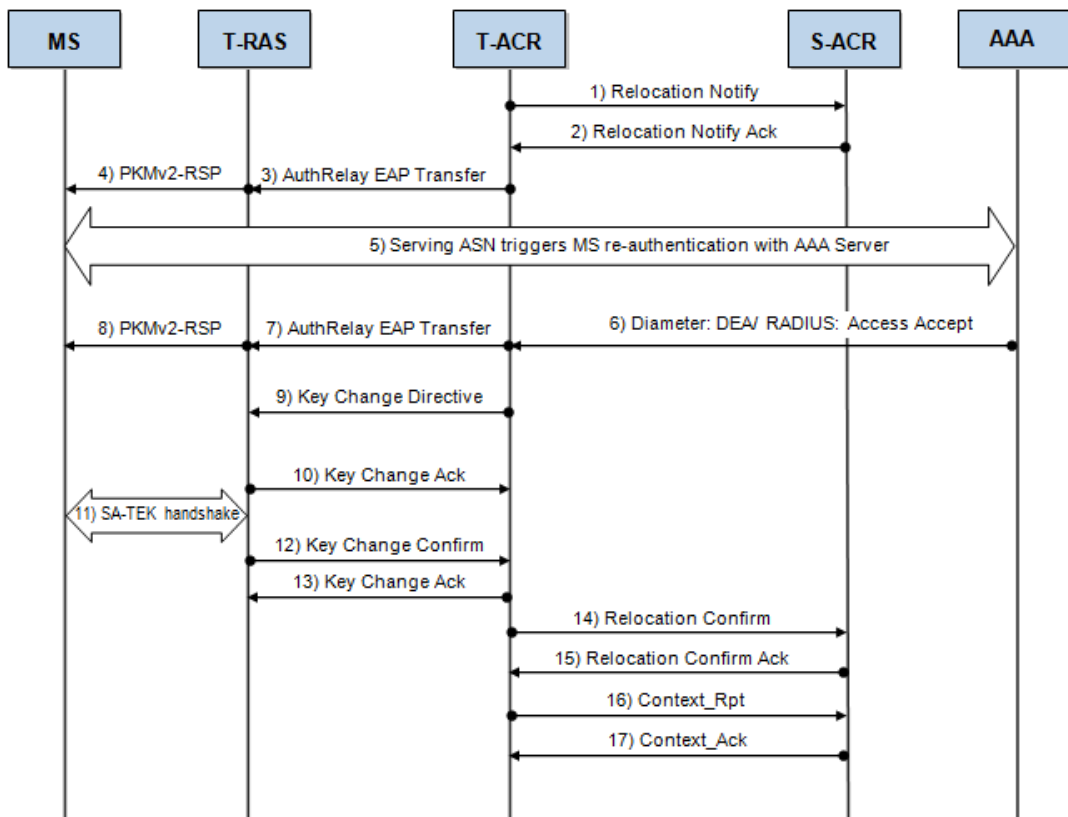 MS
T-RAS
T-ACR
S-ACR
AAA
1) Relocation Notify
2) Relocation Notify Ack
4) PKMv2-RSP
3) AuthRelay EAP Transfer
5) Serving ASN triggers MS re-authentication with AAA Server
8) PKMv2-RSP
7) AuthRelay EAP Transfer
6) Diameter: DEA/ RADIUS: Access Accept
9) Key Change Directive
10) Key Change Ack
11) SA-TEK handshake
12) Key Change Confirm
13) Key Change Ack
14) Relocation Confirm
15) Relocation Confirm Ack
16) Context_Rpt
17) Context_Ack